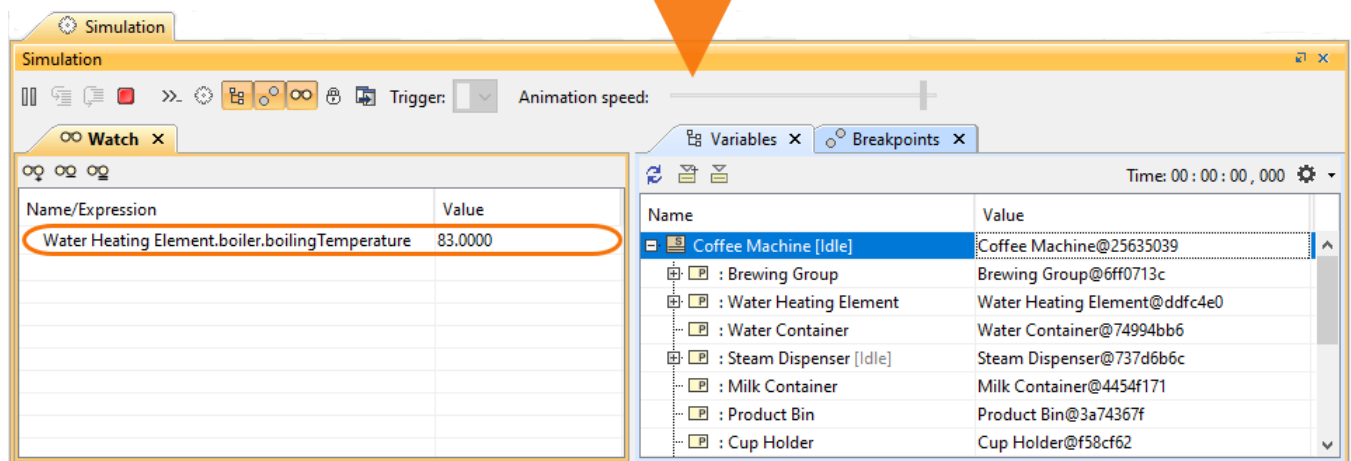 Simulation
Simulation
Trigger: Animation speed:
Watch
Variables Breakpoints
Time: 00 : 00 : 00 , 000
Name/Expression Value
Name Value
Water Heating Element.boiler.boilingTemperature 83.0000
Coffee Machine [Idle] Coffee Machine@25635039
P : Brewing Group Brewing Group@6ff0713c
P : Water Heating Element Water Heating Element@ddfc4e0
P : Water Container Water Container@74994bb6
P : Steam Dispenser [Idle] Steam Dispenser@737d6b6c
P : Milk Container Milk Container@4454f171
P : Product Bin Product Bin@3a74367f
P : Cup Holder Cup Holder@f58cf62